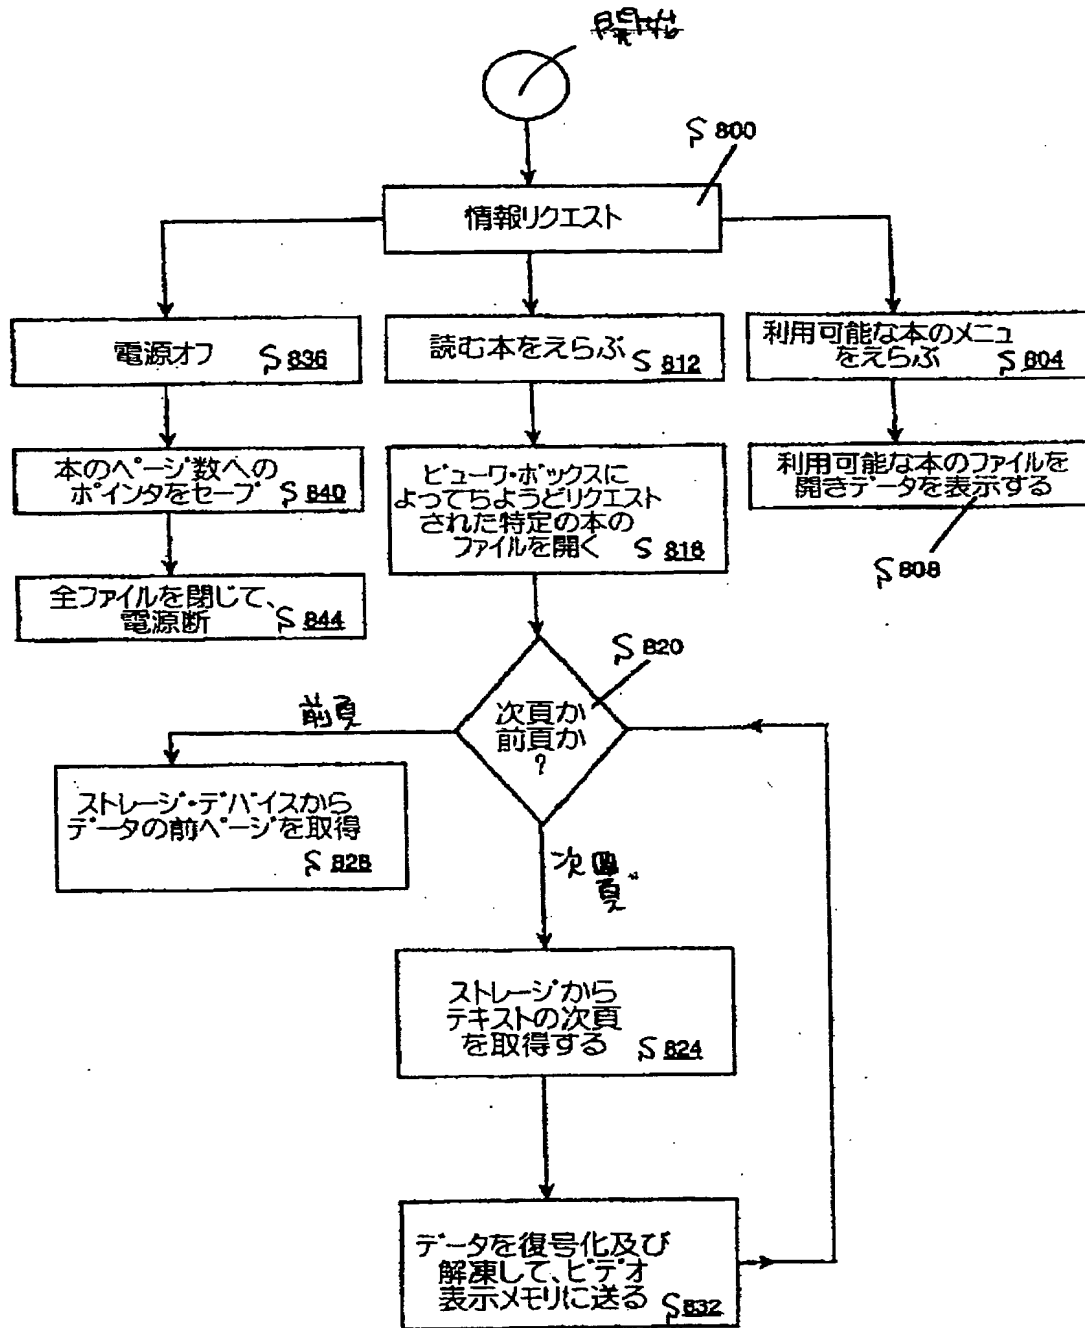 開始
S 800
情報リクエスト
電源オフ S 836
読む本をえらぶ S 812
利用可能な本のメニュ
をえらぶ S 804
本のページ数への
ポインタをセーブ S 840
ビューワ・ボックスに
よってちようどリクエスト
された特定の本の
ファイルを開く S 818
利用可能な本のファイルを
開きデータを表示する
S 808
全ファイルを閉じて、
電源断 S 844
S 820
次頁か
前頁か
?
前頁
ストレージ・デバイスから
データの前ページを取得
S 828
次頁
ストレージから
テキストの次頁
を取得する S 824
データを復号化及び
解凍して、ビデオ
表示メモリに送る S 832